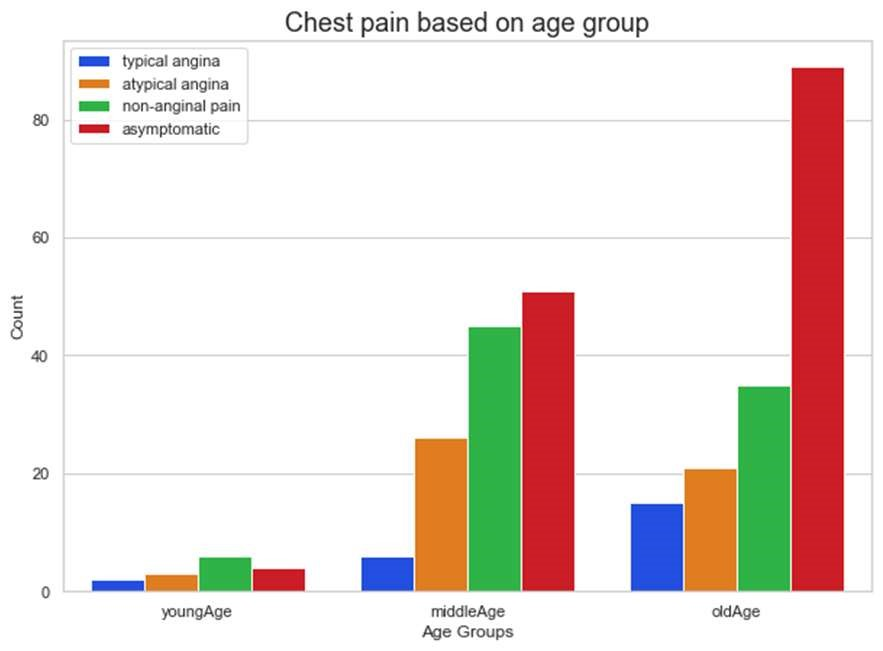 Chest pain based on age group
typical angina
atypical angina
non-anginal pain
asymptomatic
80
60
40
20
0
Count
youngAge middleAge oldAge
Age Groups